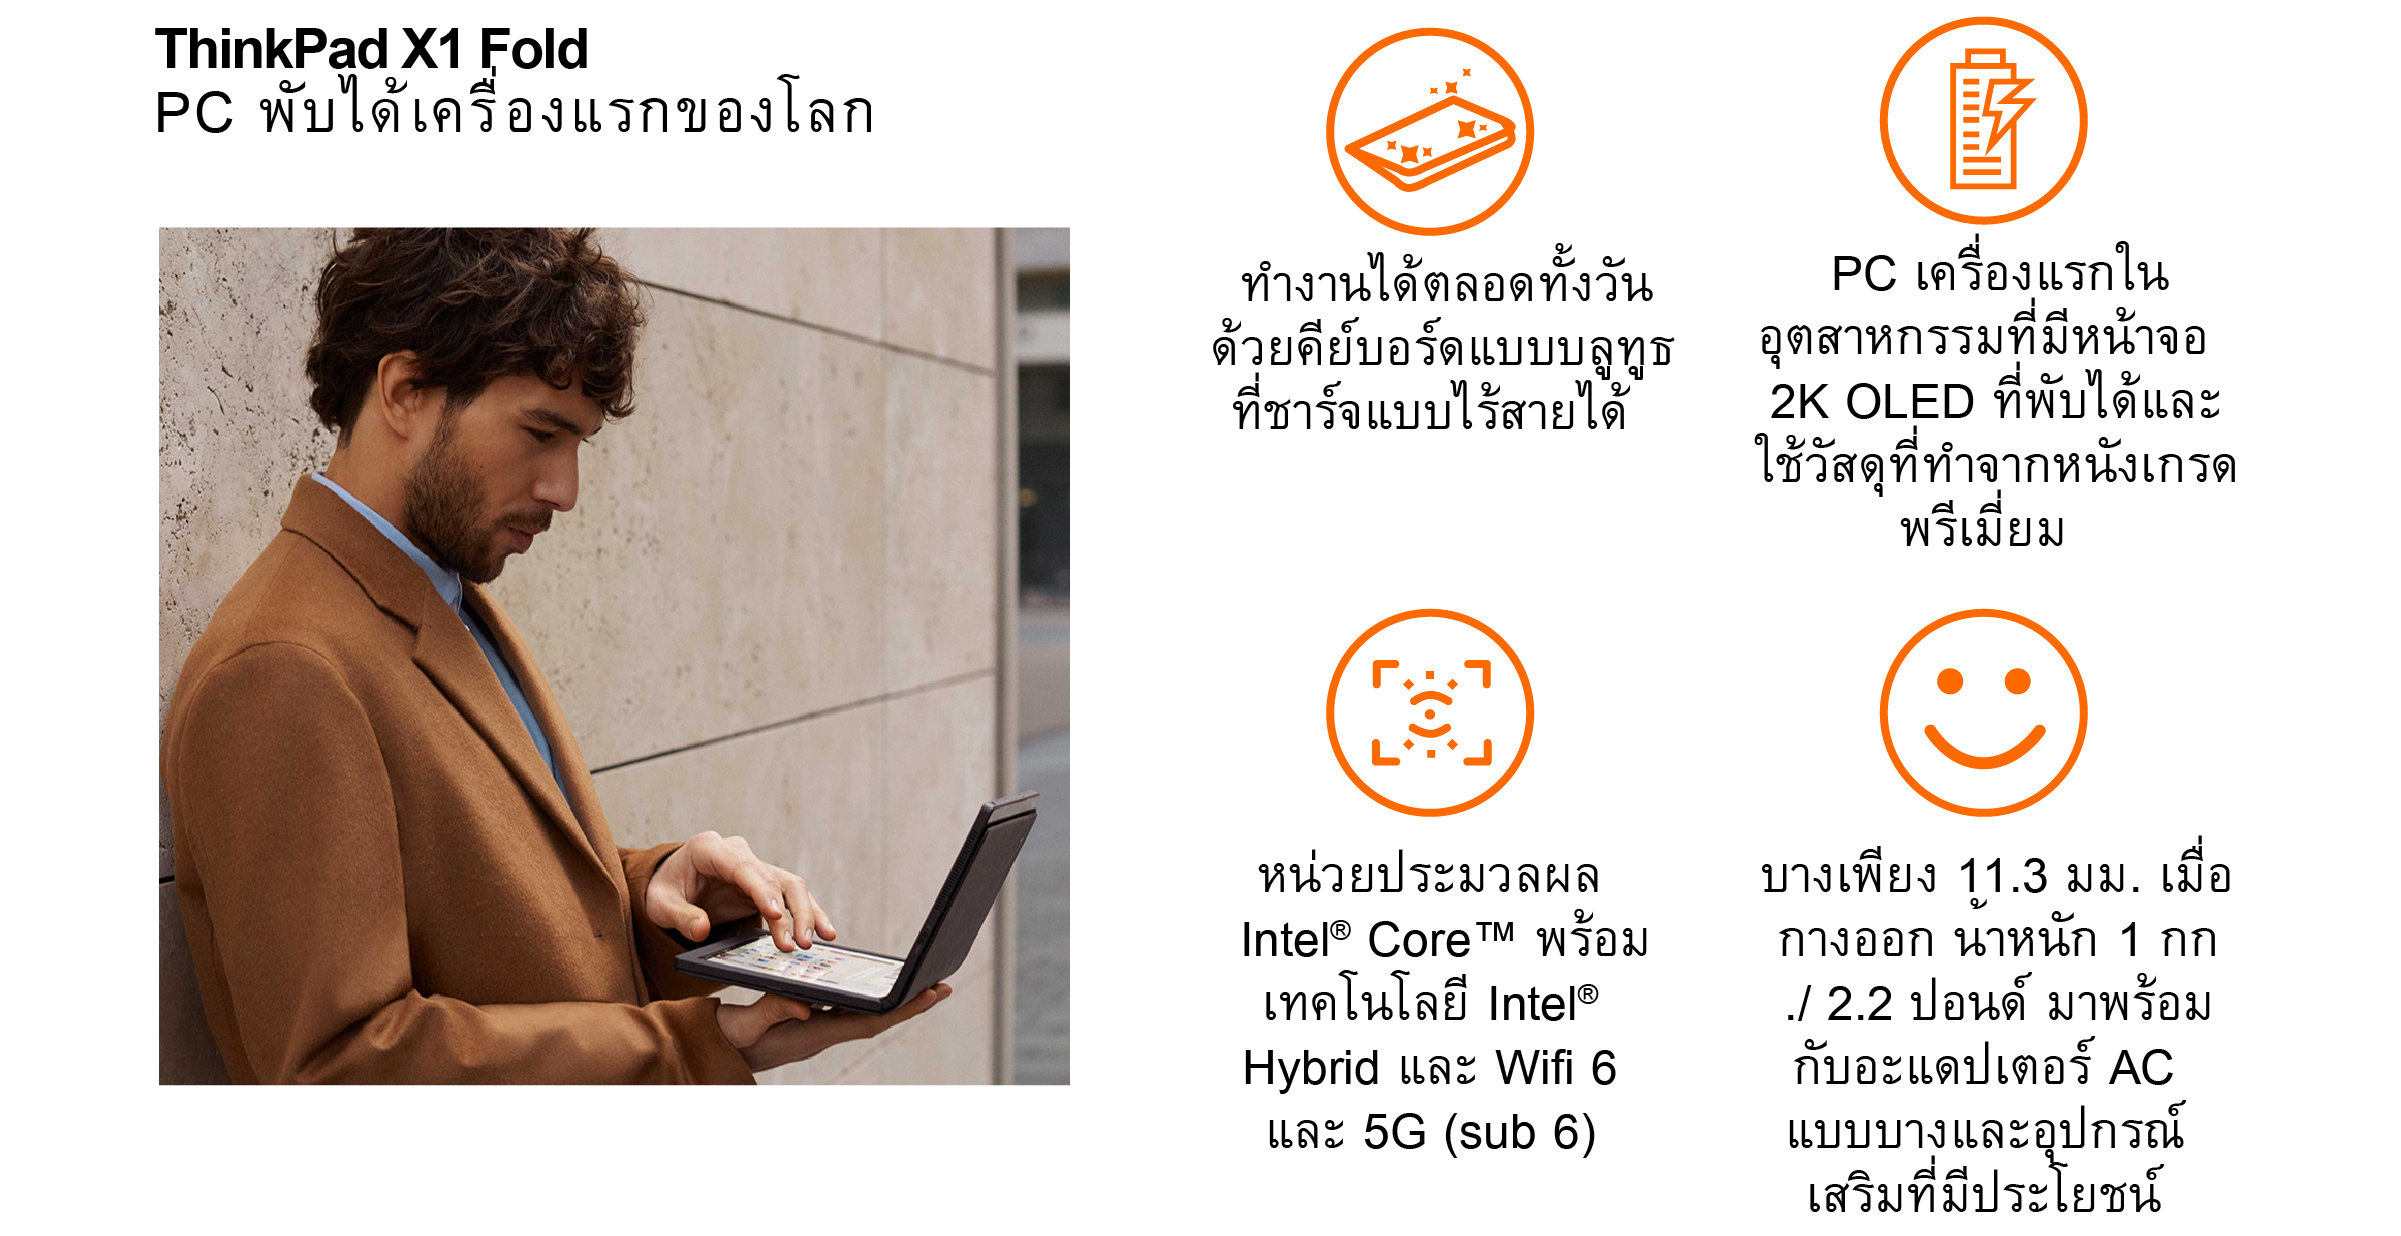 ThinkPad X1 Fold
PC พับได้เครื่องแรกของโลก
ทำงานได้ตลอดทั้งวัน
ด้วยคีย์บอร์ดแบบบลูทูธ
ที่ชาร์จแบบไร้สายได้
PC เครื่องแรกใน
อุตสาหกรรมที่มีหน้าจอ
2K OLED ที่พับได้และ
ใช้วัสดุที่ทำจากหนังเกรด
พรีเมี่ยม
หน่วยประมวลผล
Intel® Core™ พร้อม
เทคโนโลยี Intel®
Hybrid และ Wifi 6
และ 5G (sub 6)
บางเพียง 11.3 มม. เมื่อ
กางออก น้ำหนัก 1 กก
./ 2.2 ปอนด์ มาพร้อม
กับอะแดปเตอร์ AC
แบบบางและอุปกรณ์
เสริมที่มีประโยชน์